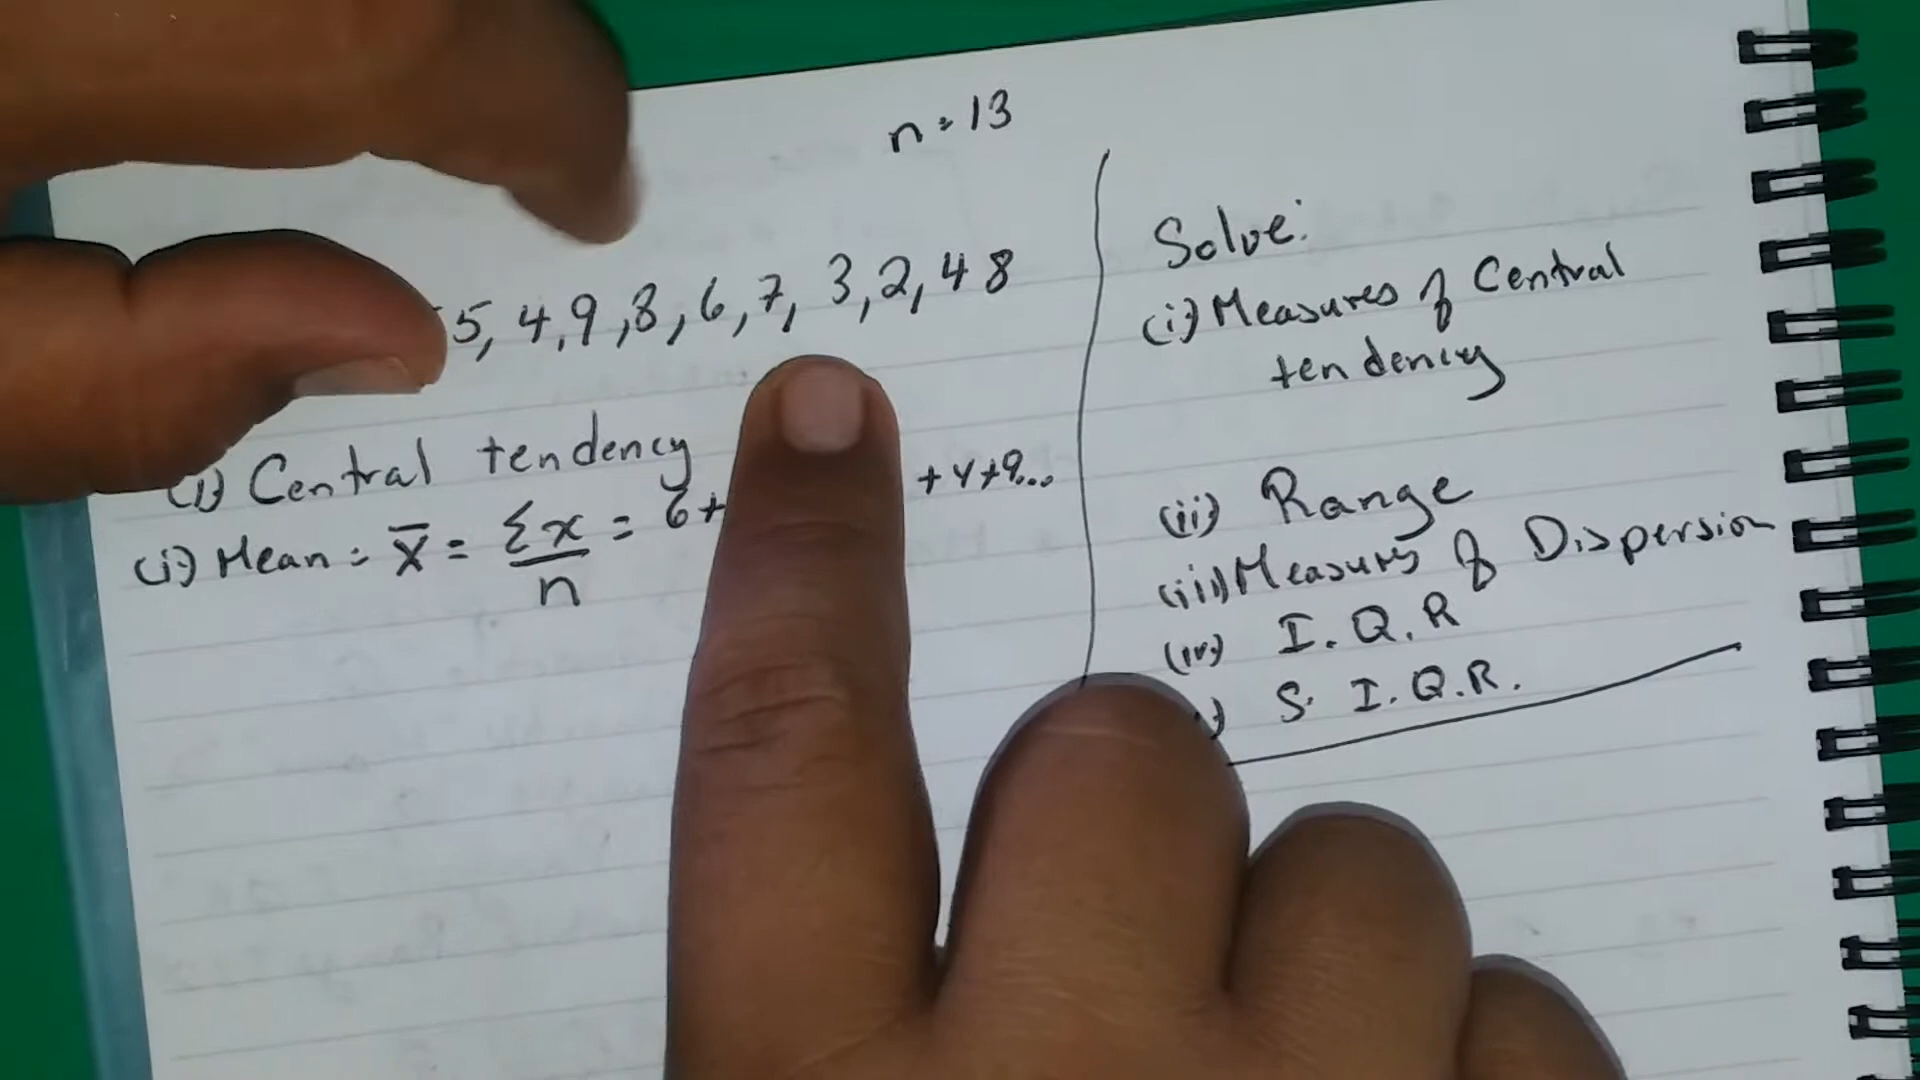 n = 13
5, 4, 9, 8, 6, 7, 3, 2, 4 8
(i) Central tendency
(i) Mean = x̄ = Σx/n = 6+ +4+9...
Solve:
(i) Measures of Central
tendency
(ii) Range
(iii) Measures of Dispersion
(iv) I.Q.R
) S. I.Q.R.